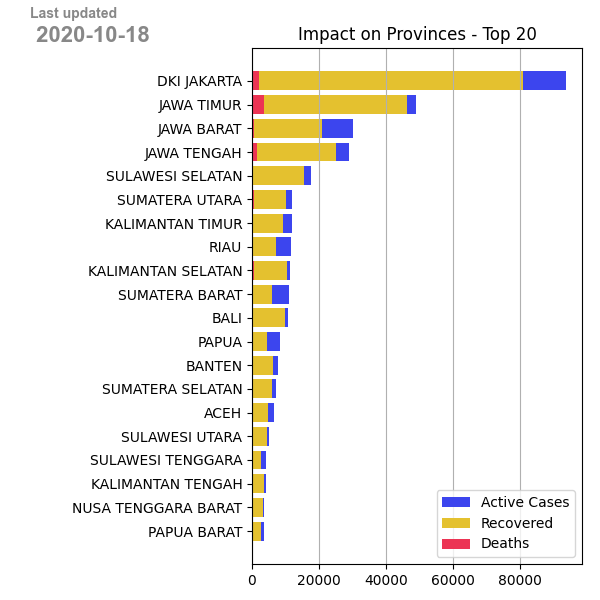 Last updated
2020-10-18
Impact on Provinces - Top 20
DKI JAKARTA
JAWA TIMUR
JAWA BARAT
JAWA TENGAH
SULAWESI SELATAN
SUMATERA UTARA
KALIMANTAN TIMUR
RIAU
KALIMANTAN SELATAN
SUMATERA BARAT
BALI
PAPUA
BANTEN
SUMATERA SELATAN
ACEH
SULAWESI UTARA
SULAWESI TENGGARA
KALIMANTAN TENGAH
NUSA TENGGARA BARAT
PAPUA BARAT
Active Cases
Recovered
Deaths
0 20000 40000 60000 80000